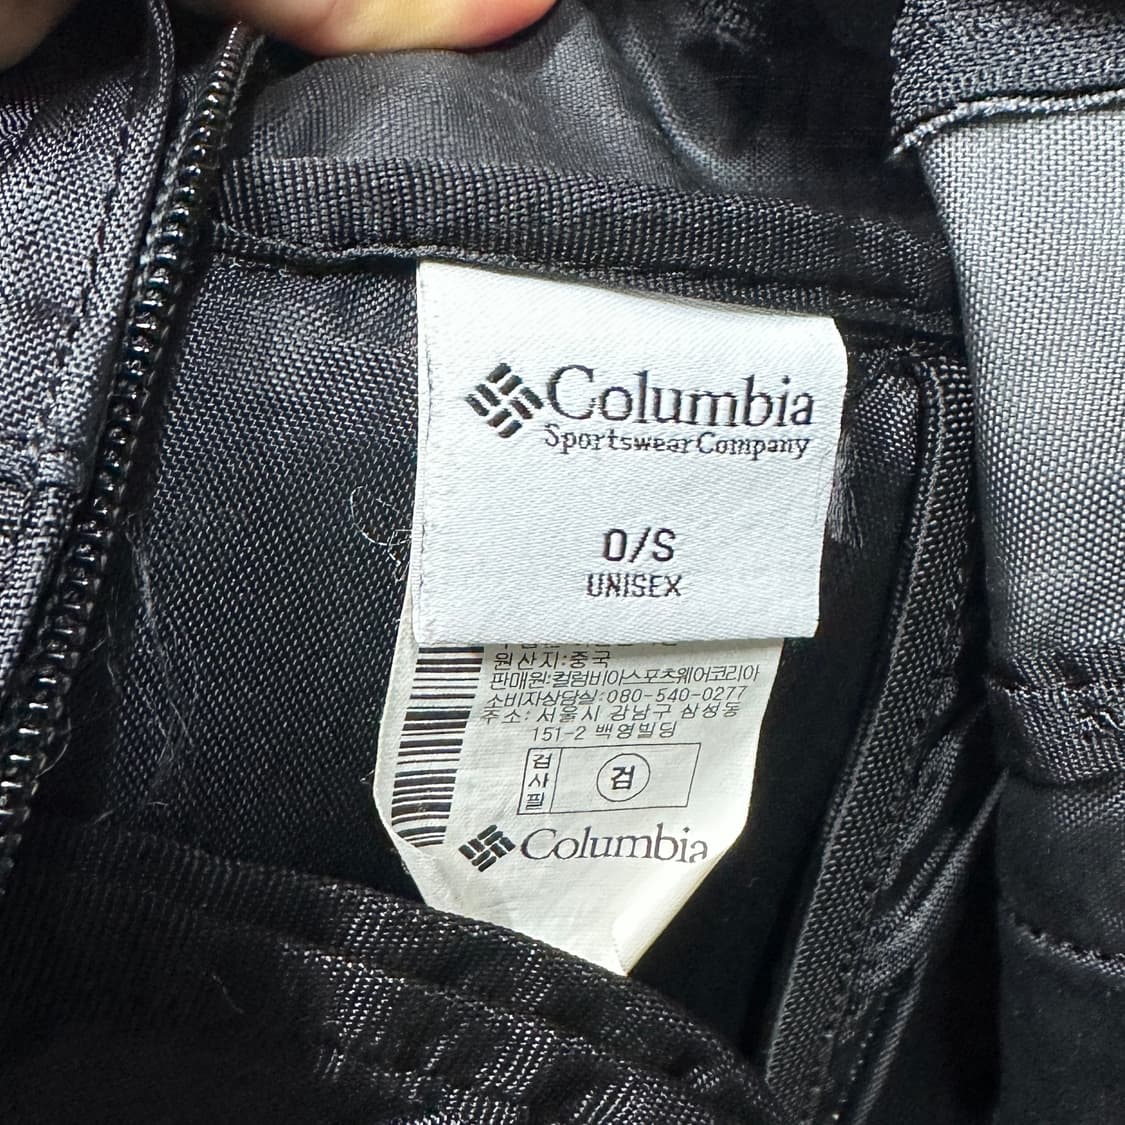 Columbia
Sportswear Company
O/S
UNISEX
원산지:중국
판매원:컬럼비아스포츠웨어코리아
소비자상담실:080-540-0277
주소: 서울시 강남구 삼성동
151-2 백영빌딩
검사필
검
Columbia